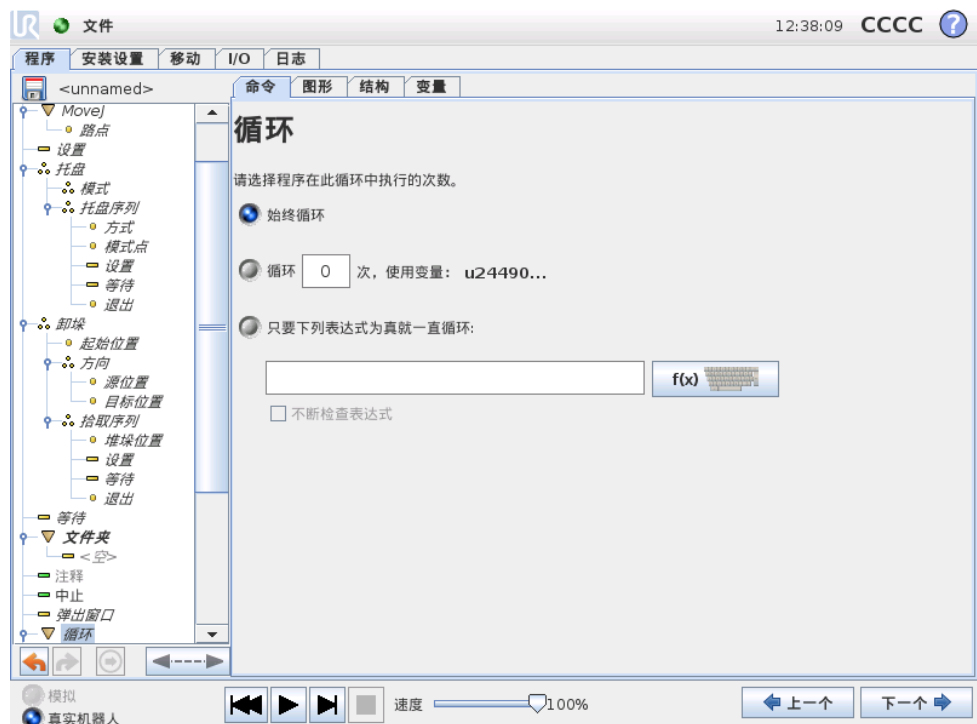 UR 文件 12:38:09 CCCC ?
程序 安装设置 移动 I/O 日志
<unnamed>
命令 图形 结构 变量
MoveJ
路点
设置
托盘
模式
托盘序列
方式
模式点
设置
等待
退出
卸垛
起始位置
方向
源位置
目标位置
拾取序列
堆垛位置
设置
等待
退出
等待
文件夹
<空>
注释
中止
弹出窗口
循环
循环
请选择程序在此循环中执行的次数。
始终循环
循环 0 次，使用变量： u24490...
只要下列表达式为真就一直循环:
f(x)
不断检查表达式
模拟
真实机器人
速度 100%
上一个 下一个